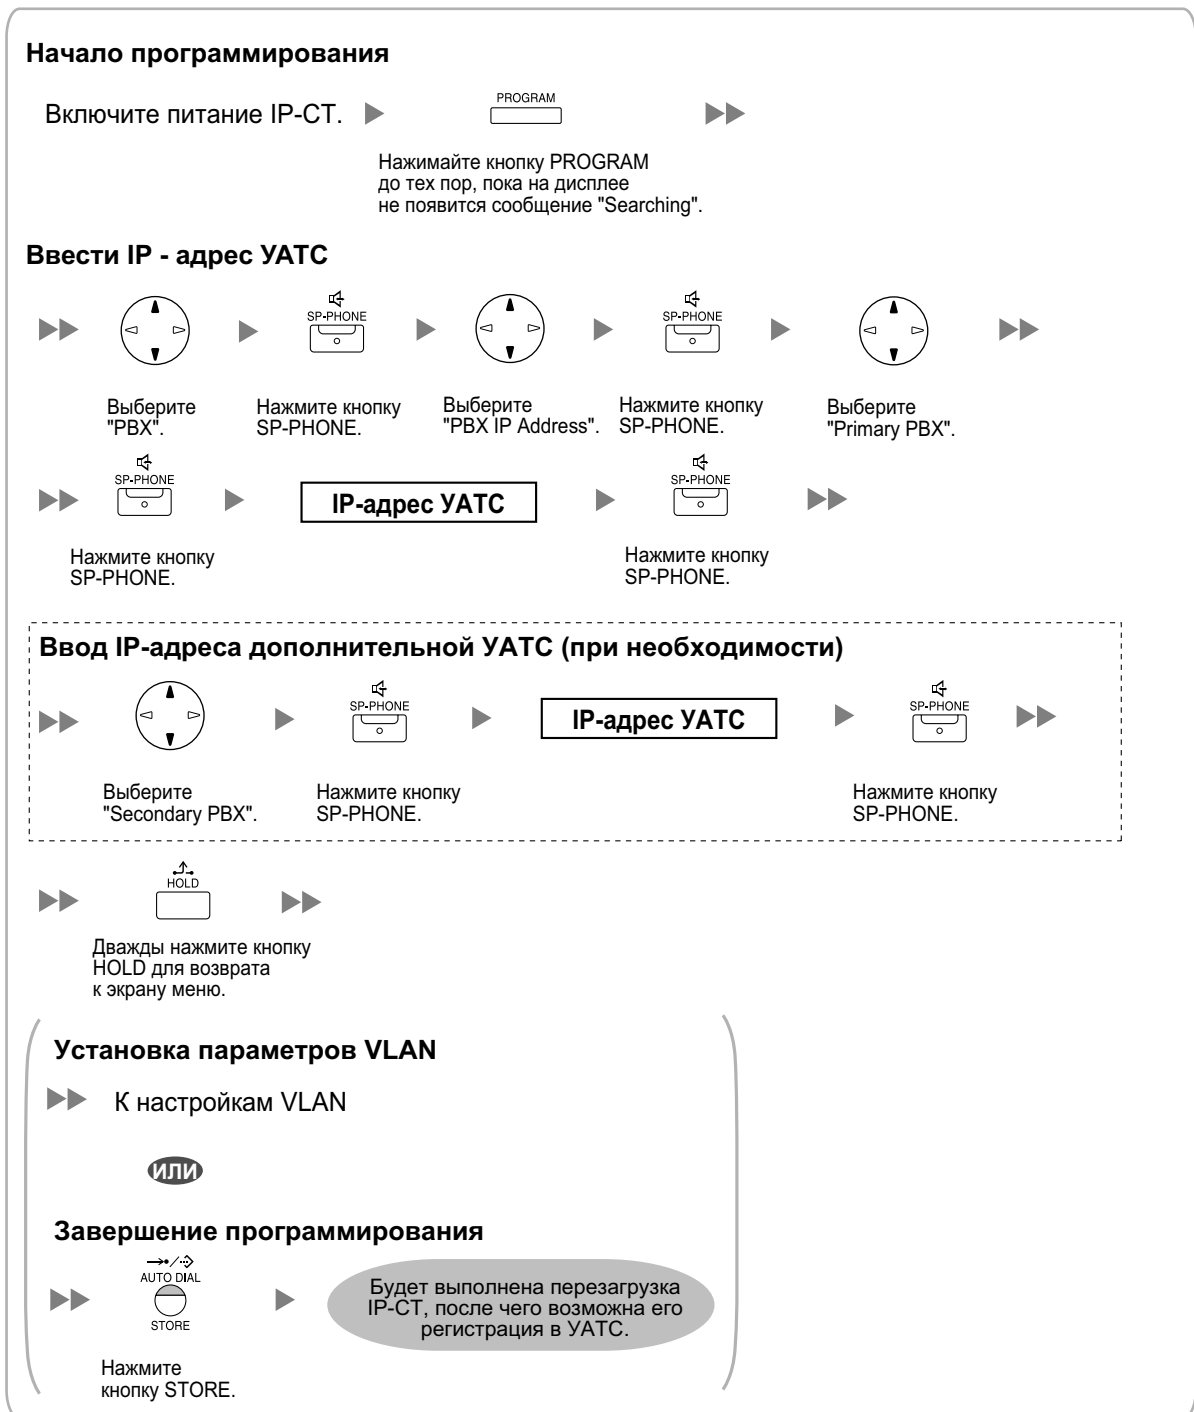 Начало программирования
Включите питание IP-СТ.
PROGRAM
Нажимайте кнопку PROGRAM
до тех пор, пока на дисплее
не появится сообщение "Searching".
Ввести IP - адрес УАТС
SP-PHONE
SP-PHONE
Выберите
"PBX".
Нажмите кнопку
SP-PHONE.
Выберите
"PBX IP Address".
Нажмите кнопку
SP-PHONE.
Выберите
"Primary PBX".
SP-PHONE
IP-адрес УАТС
SP-PHONE
Нажмите кнопку
SP-PHONE.
Нажмите кнопку
SP-PHONE.
Ввод IP-адреса дополнительной УАТС (при необходимости)
SP-PHONE
IP-адрес УАТС
SP-PHONE
Выберите
"Secondary PBX".
Нажмите кнопку
SP-PHONE.
Нажмите кнопку
SP-PHONE.
HOLD
Дважды нажмите кнопку
HOLD для возврата
к экрану меню.
Установка параметров VLAN
К настройкам VLAN
ИЛИ
Завершение программирования
AUTO DIAL
STORE
Будет выполнена перезагрузка
IP-СТ, после чего возможна его
регистрация в УАТС.
Нажмите
кнопку STORE.